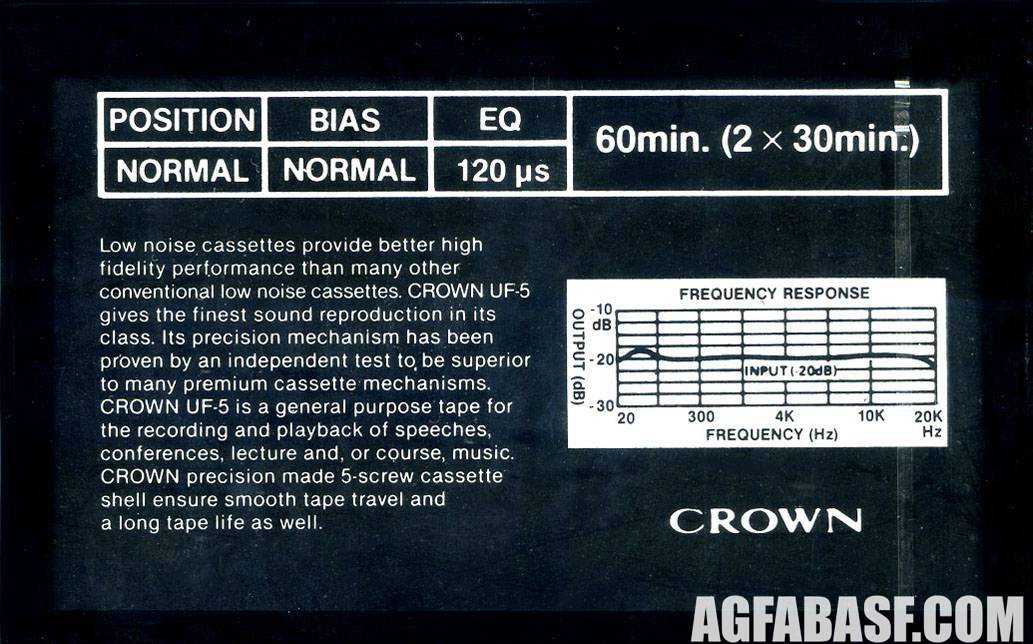 POSITION BIAS EQ 60min. (2 × 30min.)
NORMAL NORMAL 120 µs
Low noise cassettes provide better high
fidelity performance than many other
conventional low noise cassettes. CROWN UF-5
gives the finest sound reproduction in its
class. Its precision mechanism has been
proven by an independent test to be superior
to many premium cassette mechanisms.
CROWN UF-5 is a general purpose tape for
the recording and playback of speeches,
conferences, lecture and, or course, music.
CROWN precision made 5-screw cassette
shell ensure smooth tape travel and
a long tape life as well.
FREQUENCY RESPONSE
OUTPUT (dB)
-10
dB
-20
-30
INPUT (-20dB)
20 300 4K 10K 20K
FREQUENCY (Hz) Hz
CROWN
AGFABASF.COM